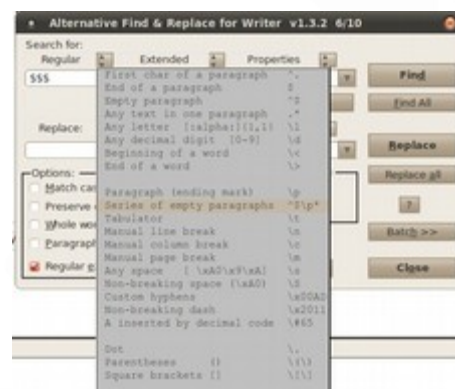 Alternative Find & Replace for Writer v1.3.2 6/10
Search for:
Regular Extended Properties
$$$
Find
Find All
Replace:
Replace
Replace all
Options:
Match cas
Preserve
?
Whole wor
Batch >>
Paragraph
Regular e
Close
First char of a paragraph ^.
End of a paragraph $
Empty paragraph ^$
Any text in one paragraph .*
Any letter [:alpha:]{1,1} \l
Any decimal digit [0-9] \d
Beginning of a word \<
End of a word \>
Paragraph (ending mark) \p
Series of empty paragraphs ^$\p*
Tabulator \t
Manual line break \n
Manual column break \c
Manual page break \m
Any space [ \xA0\x9\xA] \s
Non-breaking space (\xA0) \S
Custom hyphens \x00AD
Non-breaking dash \x2011
A inserted by decimal code \#65
Dot \.
Parentheses () \(\)
Square brackets [] \[\]